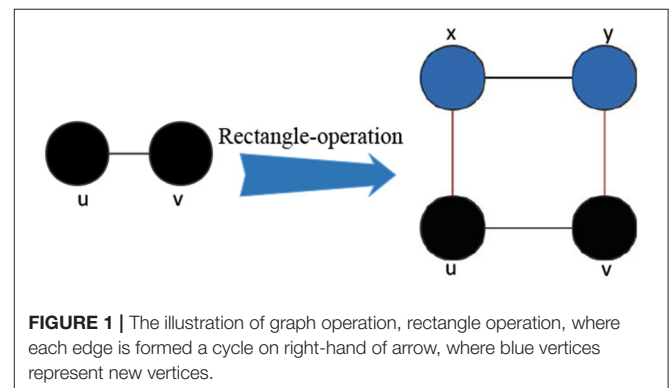 x y
Rectangle-operation
u v
u v
FIGURE 1 | The illustration of graph operation, rectangle operation, where
each edge is formed a cycle on right-hand of arrow, where blue vertices
represent new vertices.